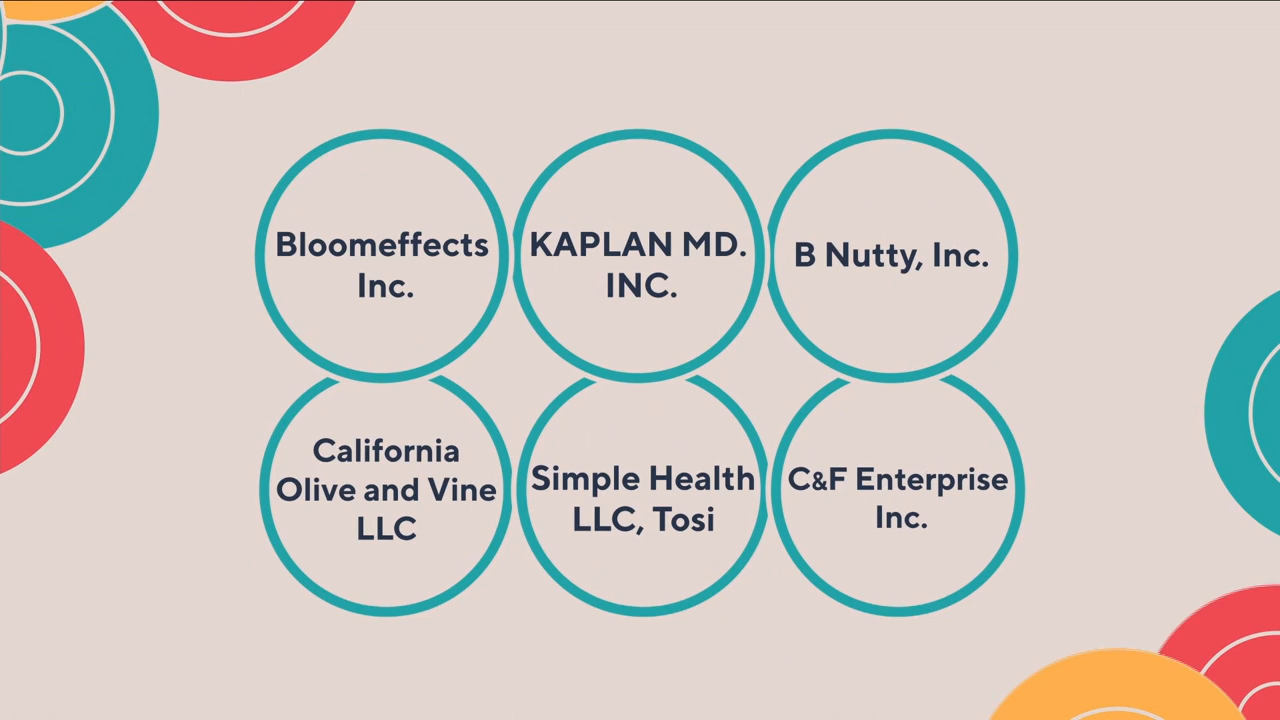 Bloomeffects
Inc.
KAPLAN MD.
INC.
B Nutty, Inc.
California
Olive and Vine
LLC
Simple Health
LLC, Tosi
C&F Enterprise
Inc.